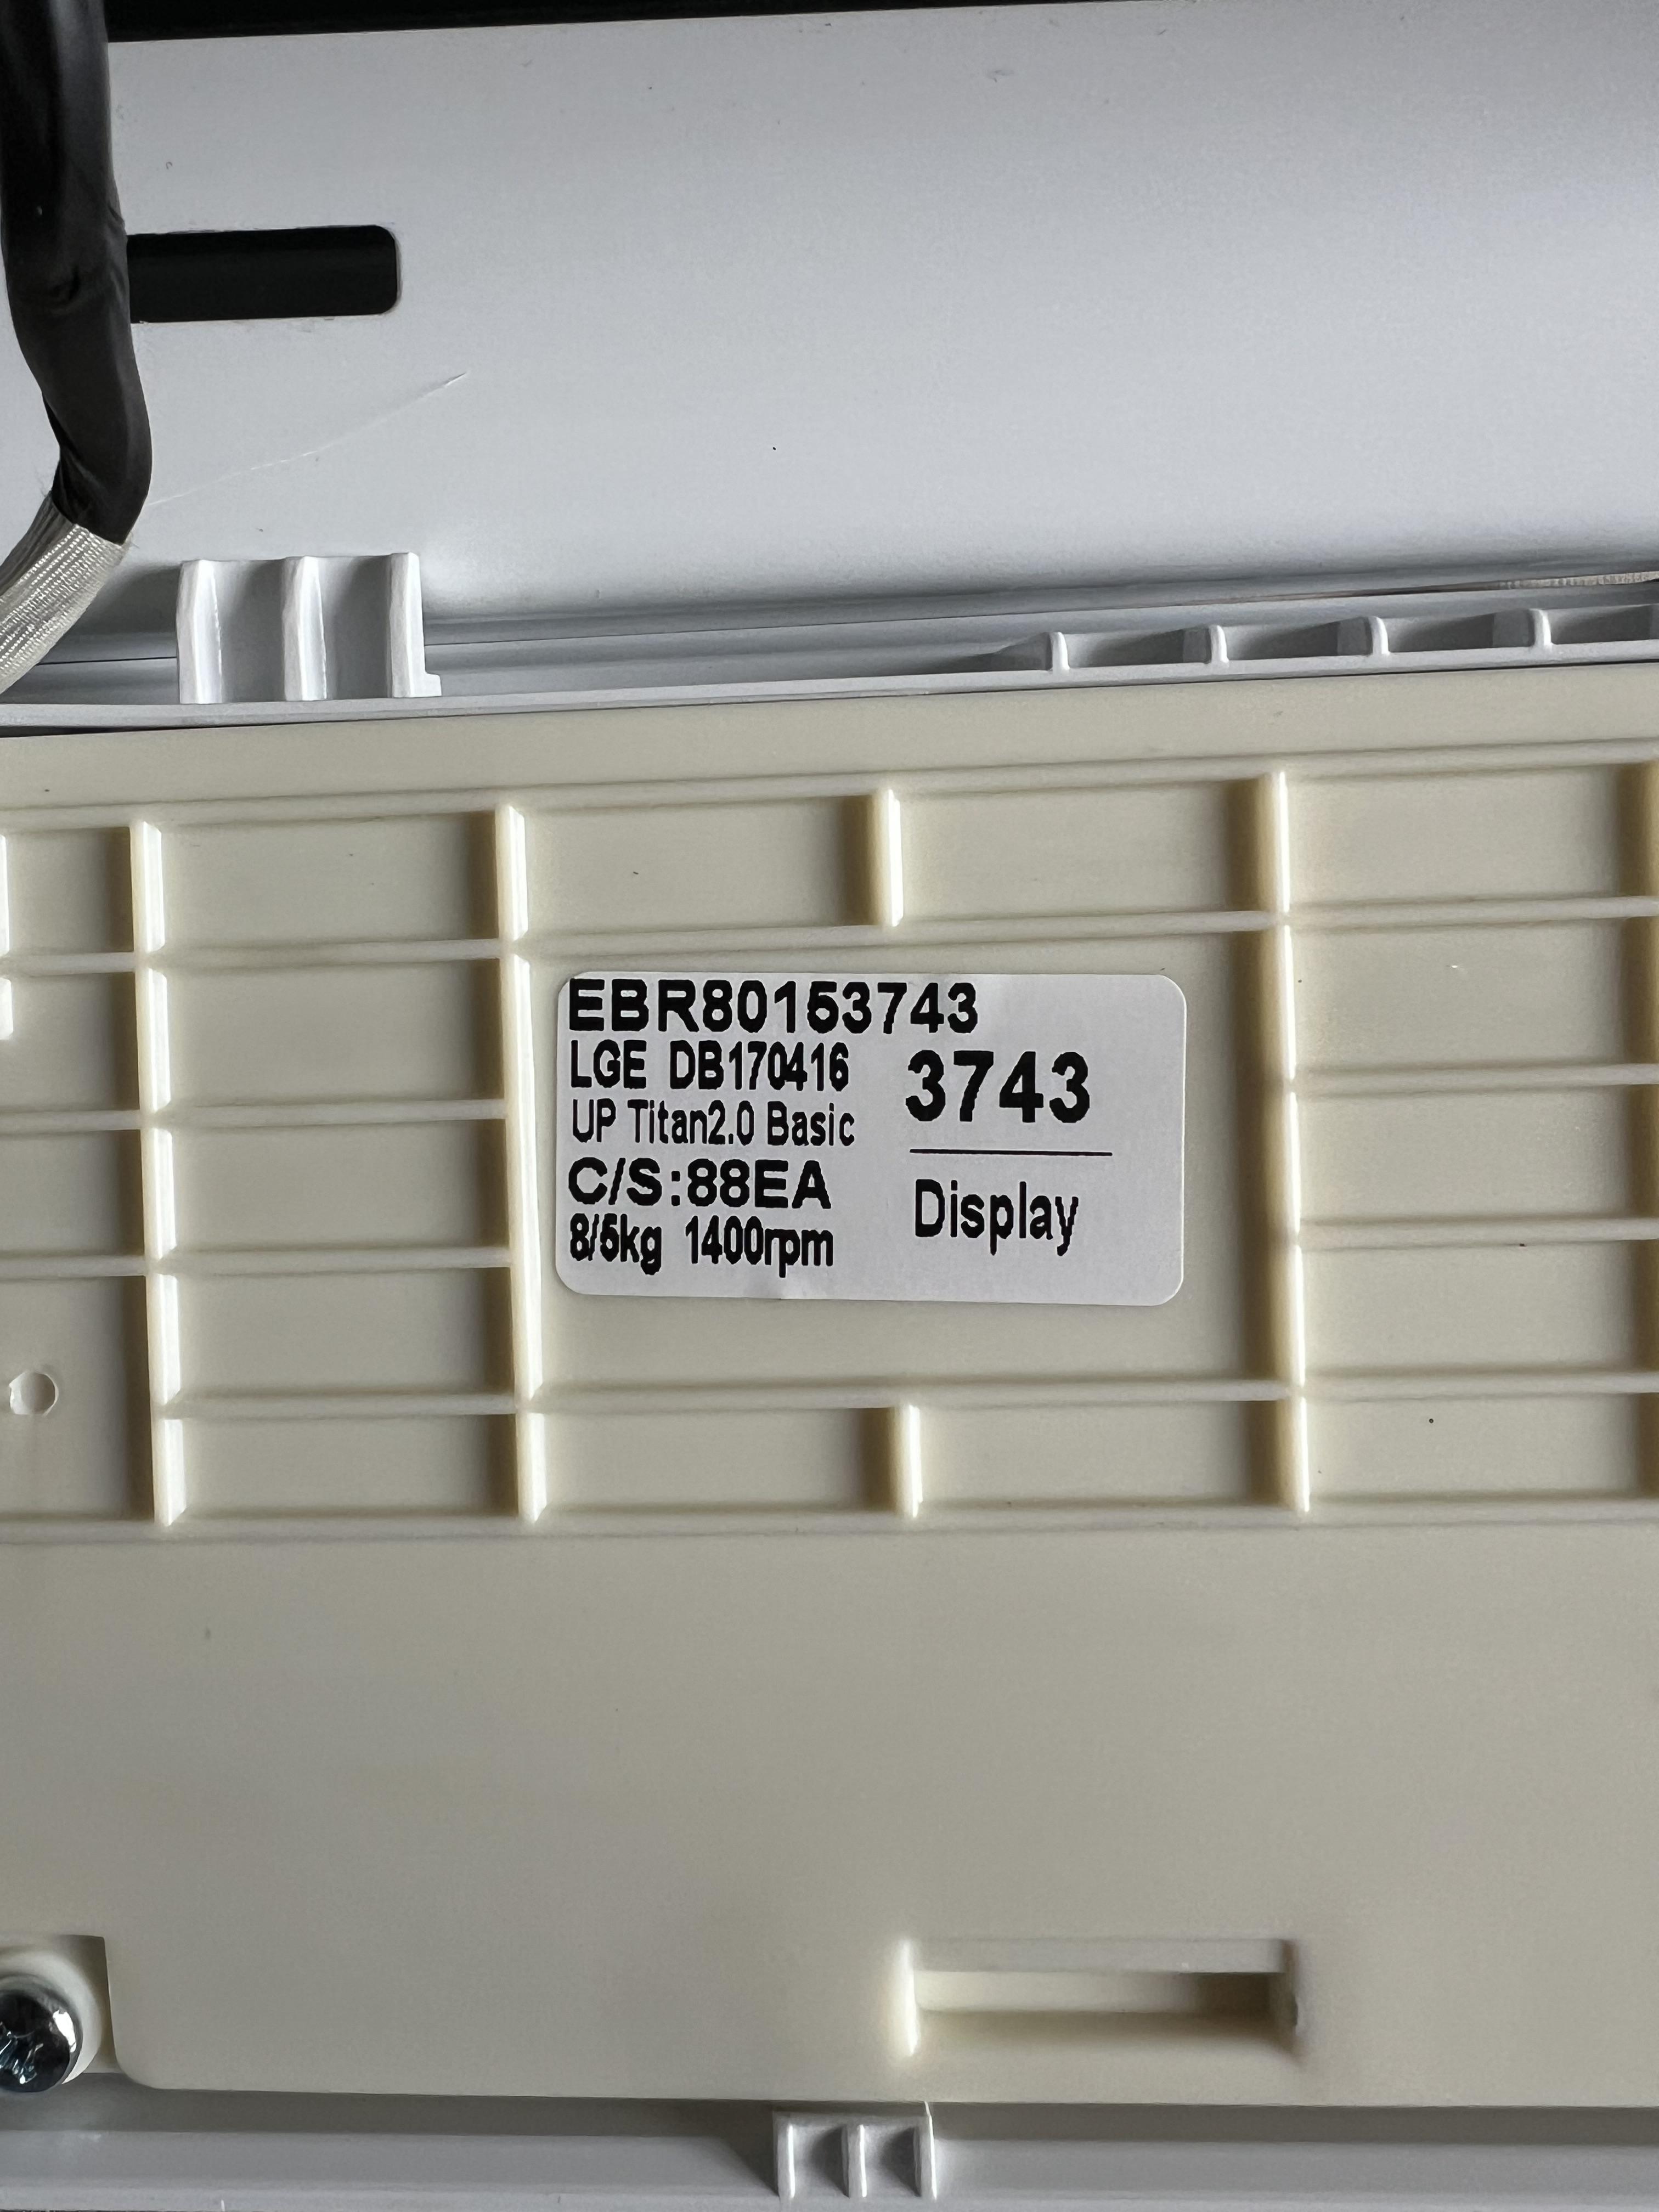 EBR80153743
LGE DB170416
UP Titan2.0 Basic
C/S:88EA
8/5kg 1400rpm
3743
Display